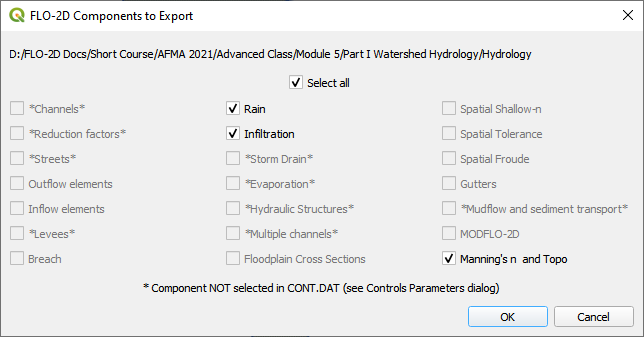 FLO-2D Components to Export
D:/FLO-2D Docs/Short Course/AFMA 2021/Advanced Class/Module 5/Part I Watershed Hydrology/Hydrology
Select all
*Channels*
Rain
Spatial Shallow-n
*Reduction factors*
Infiltration
Spatial Tolerance
*Streets*
*Storm Drain*
Spatial Froude
Outflow elements
*Evaporation*
Gutters
Inflow elements
*Hydraulic Structures*
*Mudflow and sediment transport*
*Levees*
*Multiple channels*
MODFLO-2D
Breach
Floodplain Cross Sections
Manning's n  and Topo
* Component NOT selected in CONT.DAT (see Controls Parameters dialog)
OK
Cancel